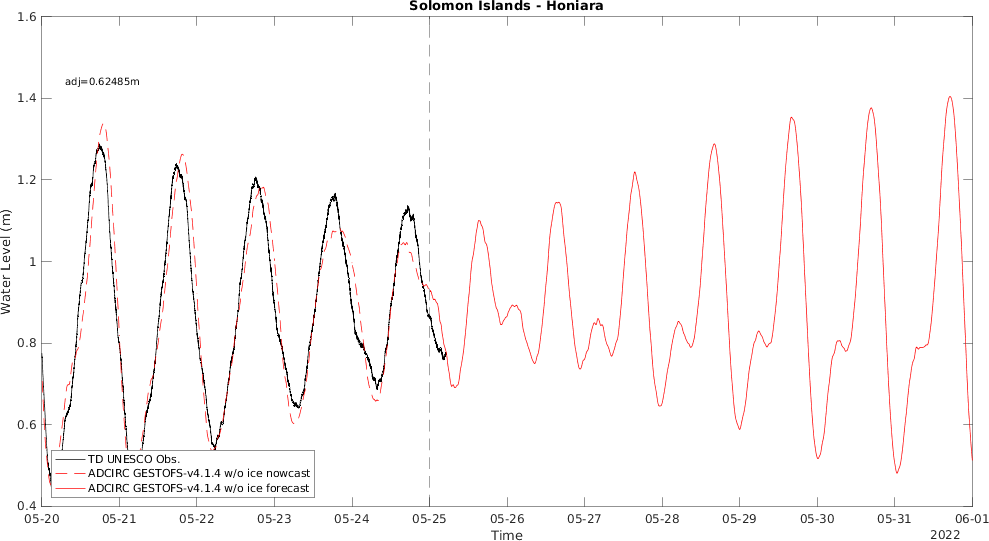 Solomon Islands - Honiara
1.6
adj=0.62485m
1.4
1.2
1
0.8
0.6
0.4
Water Level (m)
TD UNESCO Obs.
ADCIRC GESTOFS-v4.1.4 w/o ice nowcast
ADCIRC GESTOFS-v4.1.4 w/o ice forecast
05-20 05-21 05-22 05-23 05-24 05-25 05-26 05-27 05-28 05-29 05-30 05-31 06-01
Time
2022